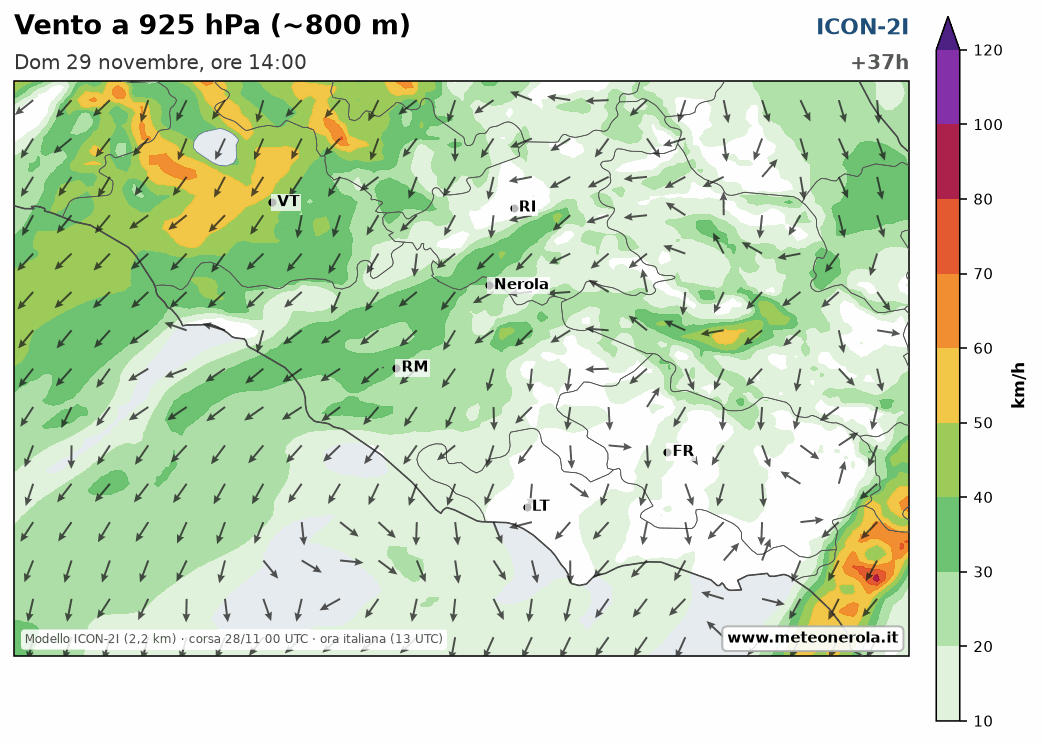 Vento a 925 hPa (~800 m)
ICON-2I
Dom 29 novembre, ore 14:00
+37h
VT
RI
Nerola
RM
FR
LT
Modello ICON-2I (2,2 km) · corsa 28/11 00 UTC · ora italiana (13 UTC)
www.meteonerola.it
120
100
80
70
60
50
40
30
20
10
km/h